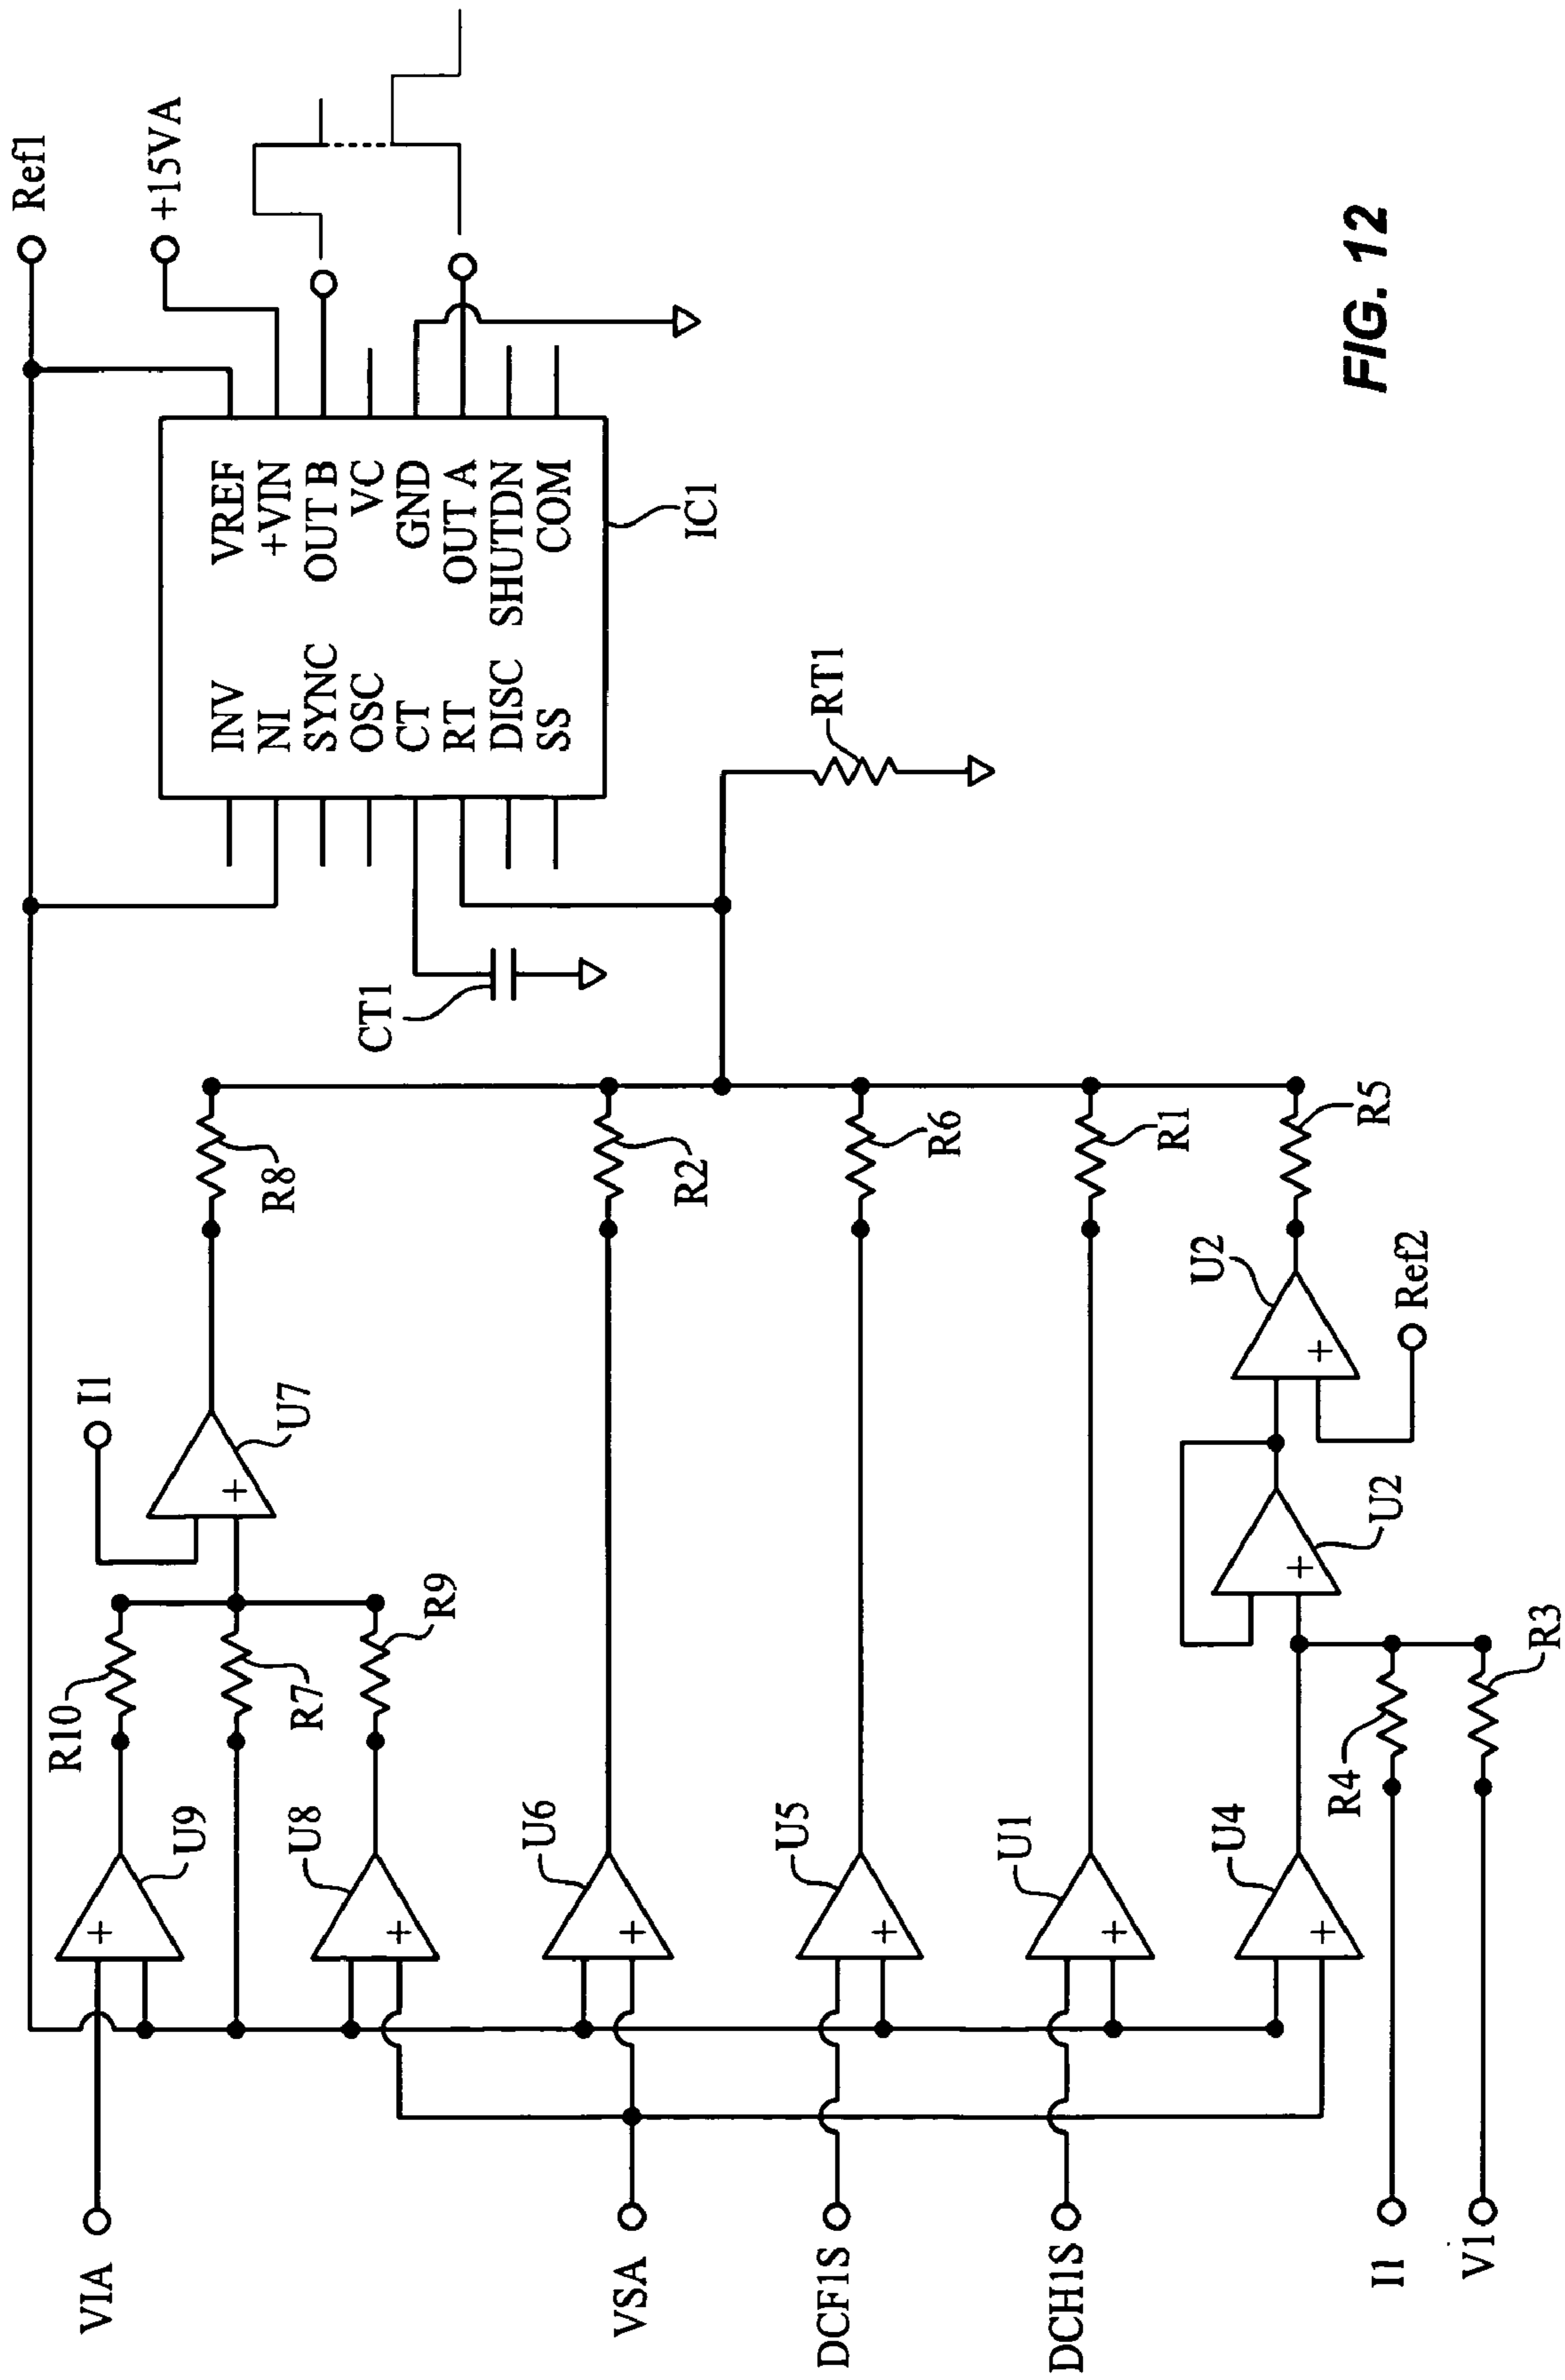 Ref1
+15VA
INV
NI
SYNC
OSC
CT
RT
DISC
SS
VREF
+VIN
OUT B
VC
GND
OUT A
SHUTDN
COM
IC1
CT1
RT1
R8
R2
R6
R1
R5
I1
U7
U2
Ref2
R10
R7
R9
U2
R4
R3
U9
U8
U6
U5
U1
U4
+
+
+
+
+
+
+
+
+
VIA
VSA
DCF1S
DCH1S
I1
V1
FIG. 12